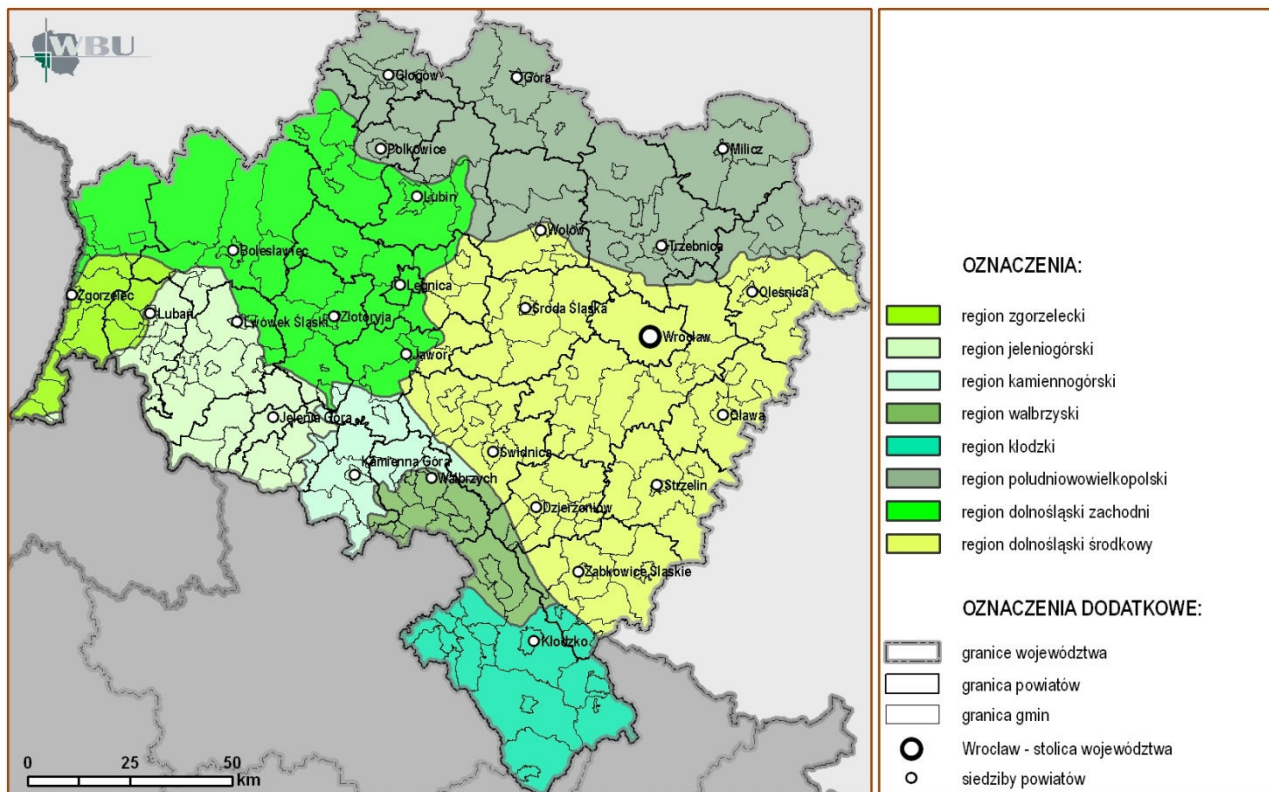 WBU
Głogów
Góra
Polkowice
Milicz
Lubin
Wołów
Trzebnica
Bolesławiec
Zgorzelec
Legnica
Oleśnica
Lubań
Lwówek Śląski
Złotoryja
Środa Śląska
Wrocław
Jawor
Jelenia Góra
Oława
Świdnica
Kamienna Góra
Wałbrzych
Strzelin
Dzierżoniów
Ząbkowice Śląskie
Kłodzko
0 25 50
km
OZNACZENIA:
region zgorzelecki
region jeleniogórski
region kamiennogórski
region wałbrzyski
region kłodzki
region południowowielkopolski
region dolnośląski zachodni
region dolnośląski środkowy
OZNACZENIA DODATKOWE:
granice województwa
granica powiatów
granica gmin
Wrocław - stolica województwa
siedziby powiatów